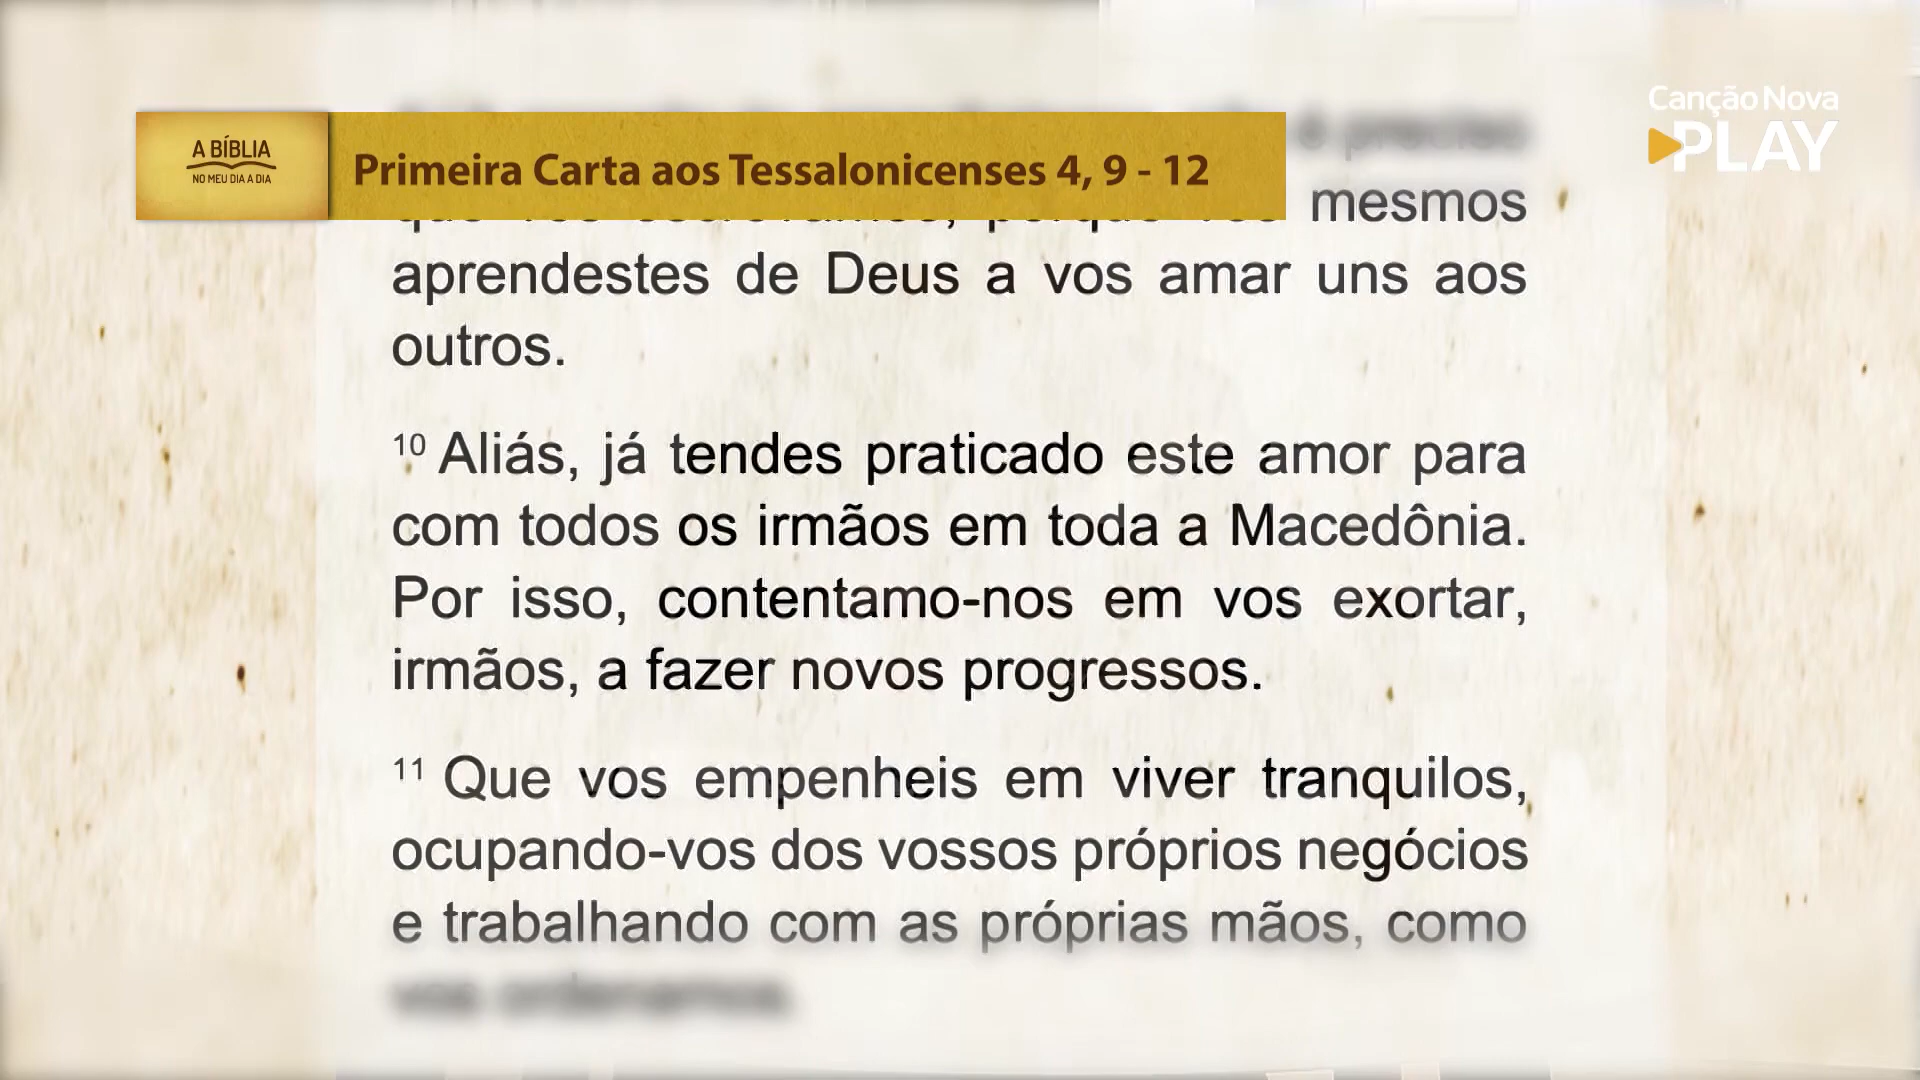 Canção Nova
PLAY
A BÍBLIA
NO MEU DIA A DIA
Primeira Carta aos Tessalonicenses 4, 9 - 12
é preciso
mesmos
aprendestes de Deus a vos amar uns aos
outros.
10 Aliás, já tendes praticado este amor para
com todos os irmãos em toda a Macedônia.
Por isso, contentamo-nos em vos exortar,
irmãos, a fazer novos progressos.
11 Que vos empenheis em viver tranquilos,
ocupando-vos dos vossos próprios negócios
e trabalhando com as próprias mãos, como
vos ordenamos.